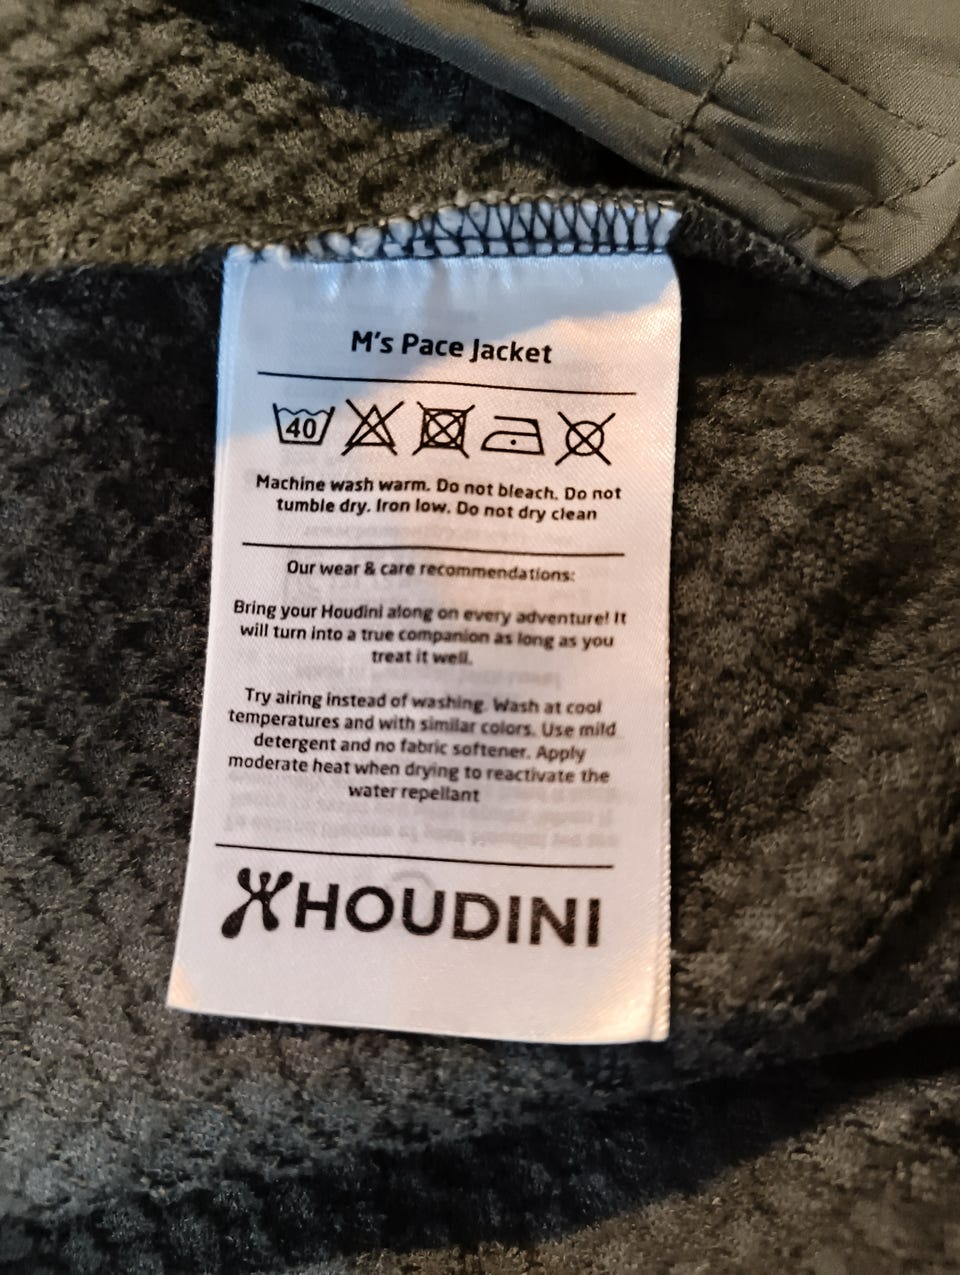 M's Pace Jacket
40
Machine wash warm. Do not bleach. Do not
tumble dry. Iron low. Do not dry clean
Our wear & care recommendations:
Bring your Houdini along on every adventure! It
will turn into a true companion as long as you
treat it well.
Try airing instead of washing. Wash at cool
temperatures and with similar colors. Use mild
detergent and no fabric softener. Apply
moderate heat when drying to reactivate the
water repellant
HOUDINI